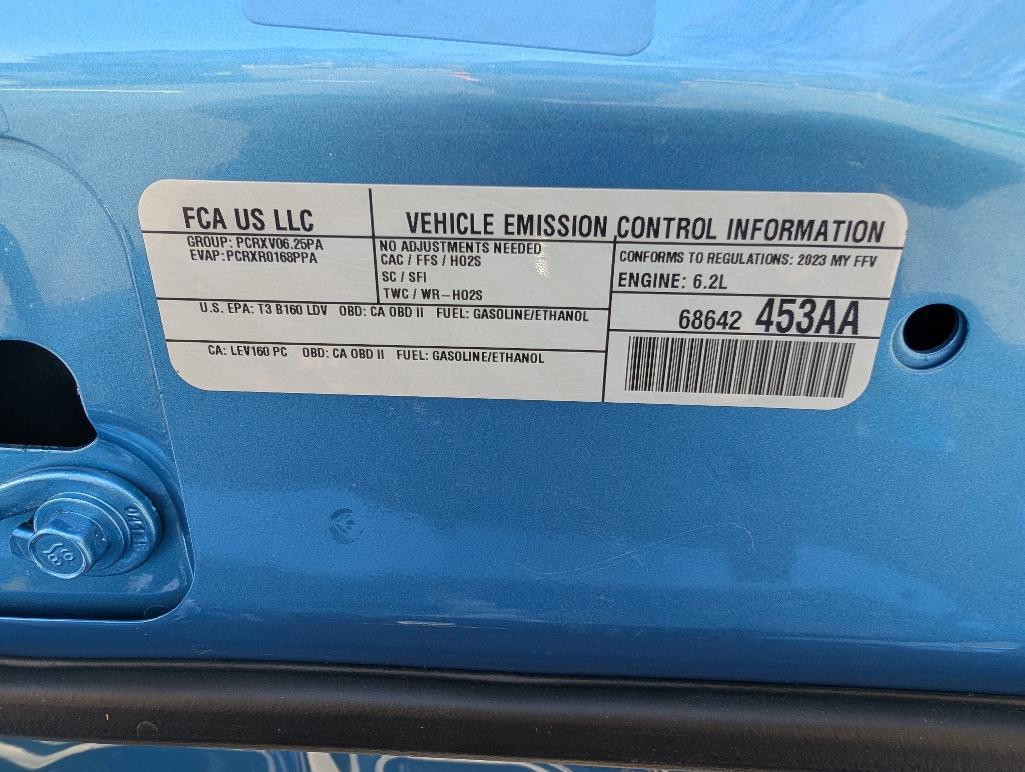 FCA US LLC
GROUP: PCRXV06.25PA
EVAP: PCRXR0168PPA
VEHICLE EMISSION CONTROL INFORMATION
NO ADJUSTMENTS NEEDED
CAC / FFS / HO2S
SC / SFI
TWC / WR-HO2S
CONFORMS TO REGULATIONS: 2023 MY FFV
ENGINE: 6.2L
U.S. EPA: T3 B160 LDV OBD: CA OBD II FUEL: GASOLINE/ETHANOL
CA: LEV160 PC OBD: CA OBD II FUEL: GASOLINE/ETHANOL
68642 453AA